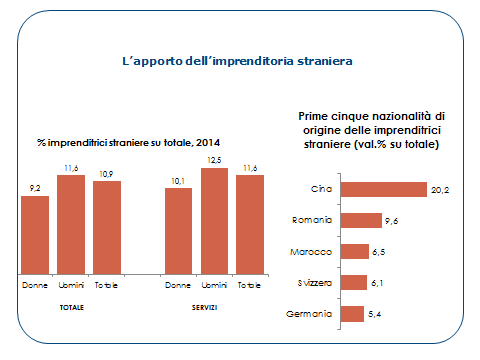 L'apporto dell'imprenditoria straniera
% imprenditrici straniere su totale, 2014
9,2
11,6
10,9
10,1
12,5
11,6
Donne Uomini Totale Donne Uomini Totale
TOTALE SERVIZI
Prime cinque nazionalità di
origine delle imprenditrici
straniere (val.% su totale)
Cina 20,2
Romania 9,6
Marocco 6,5
Svizzera 6,1
Germania 5,4